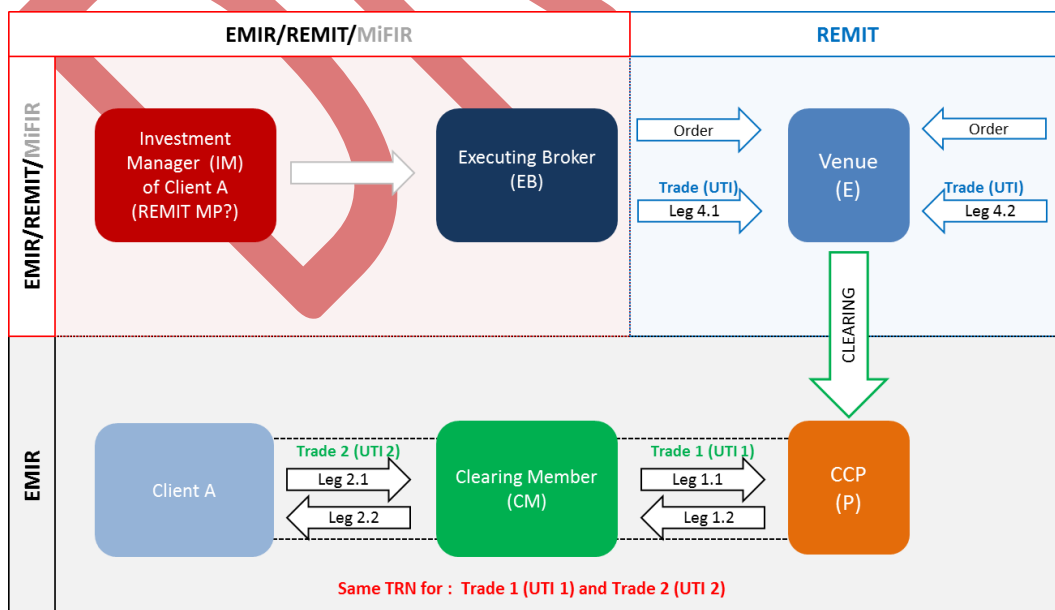 EMIR/REMIT/MiFIR
REMIT
EMIR/REMIT/MiFIR
Investment
Manager (IM)
of Client A
(REMIT MP?)
Executing Broker
(EB)
Order
Trade (UTI)
Leg 4.1
Venue
(E)
Order
Trade (UTI)
Leg 4.2
CLEARING
EMIR
Client A
Trade 2 (UTI 2)
Leg 2.1
Leg 2.2
Clearing Member
(CM)
Trade 1 (UTI 1)
Leg 1.1
Leg 1.2
CCP
(P)
Same TRN for : Trade 1 (UTI 1) and Trade 2 (UTI 2)